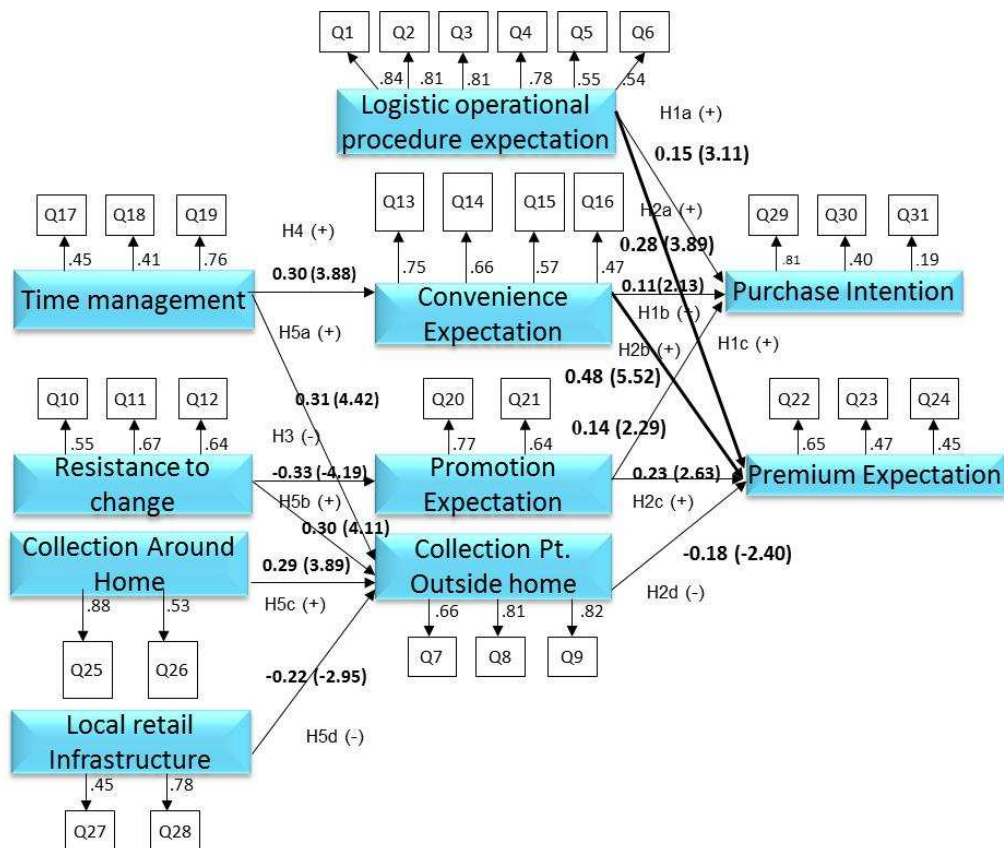 Q1 Q2 Q3 Q4 Q5 Q6
.84 .81 .81 .78 .55 .54
Logistic operational
procedure expectation
H1a (+)
0.15 (3.11)
Q17 Q18 Q19
.45 .41 .76
Time management
H4 (+)
0.30 (3.88)
H5a (+)
Q13 Q14 Q15 Q16
.75 .66 .57 .47
Convenience
Expectation
H2a (+)
0.28 (3.89)
0.11(2.13)
H1b (+)
Q29 Q30 Q31
.81 .40 .19
Purchase Intention
H2b (+)
H1c (+)
0.48 (5.52)
0.31 (4.42)
0.14 (2.29)
Q10 Q11 Q12
.55 .67 .64
Resistance to
change
H3 (-)
-0.33 (-4.19)
H5b (+)
0.30 (4.11)
Q20 Q21
.77 .64
Promotion
Expectation
0.23 (2.63)
H2c (+)
Q22 Q23 Q24
.65 .47 .45
Premium Expectation
Collection Around
Home
0.29 (3.89)
H5c (+)
.88 .53
Q25 Q26
Collection Pt.
Outside home
-0.18 (-2.40)
H2d (-)
.66 .81 .82
Q7 Q8 Q9
-0.22 (-2.95)
H5d (-)
Local retail
Infrastructure
.45 .78
Q27 Q28